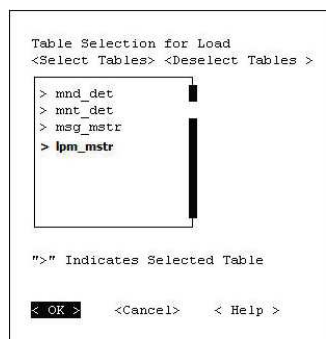 Table Selection for Load
<Select Tables> <Deselect Tables >
> mnd_det
> mnt_det
> msg_mstr
> lpm_mstr
">" Indicates Selected Table
< OK > <Cancel> < Help >